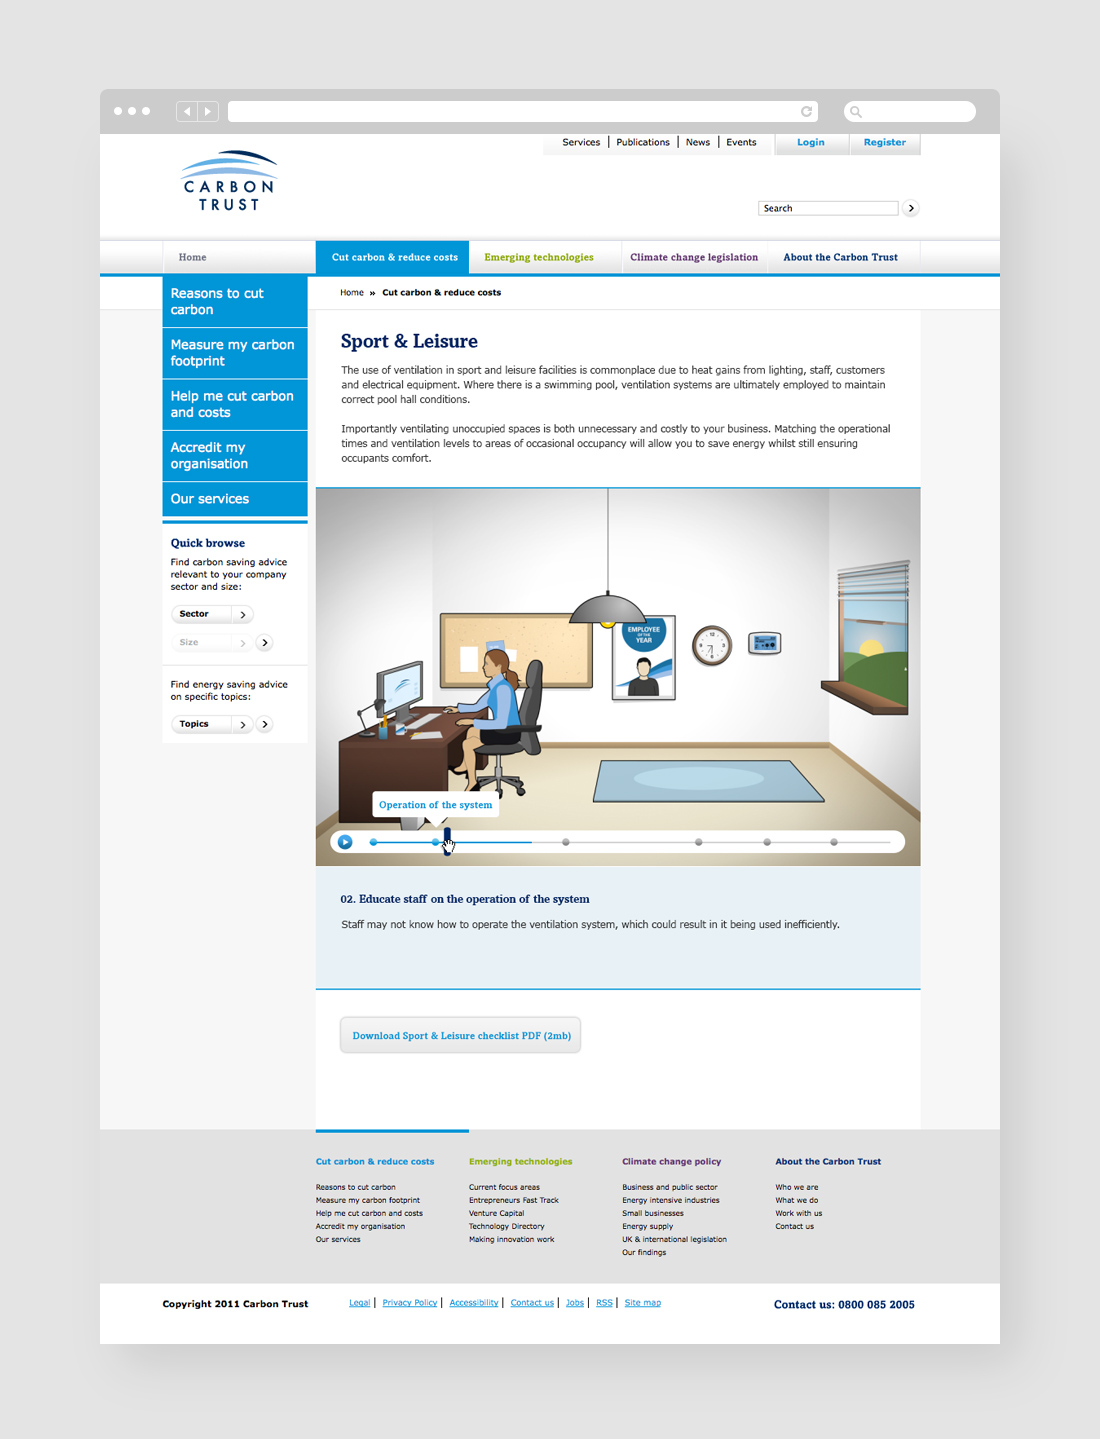 Services | Publications | News | Events
Login
Register
CARBON
TRUST
Search
Home
Cut carbon & reduce costs
Emerging technologies
Climate change legislation
About the Carbon Trust
Reasons to cut
carbon
Measure my carbon
footprint
Help me cut carbon
and costs
Accredit my
organisation
Our services
Quick browse
Find carbon saving advice
relevant to your company
sector and size:
Sector
Size
Find energy saving advice
on specific topics:
Topics
Home » Cut carbon & reduce costs
Sport & Leisure
The use of ventilation in sport and leisure facilities is commonplace due to heat gains from lighting, staff, customers
and electrical equipment. Where there is a swimming pool, ventilation systems are ultimately employed to maintain
correct pool hall conditions.
Importantly ventilating unoccupied spaces is both unnecessary and costly to your business. Matching the operational
times and ventilation levels to areas of occasional occupancy will allow you to save energy whilst still ensuring
occupants comfort.
EMPLOYEE
OF THE
YEAR
Operation of the system
02. Educate staff on the operation of the system
Staff may not know how to operate the ventilation system, which could result in it being used inefficiently.
Download Sport & Leisure checklist PDF (2mb)
Cut carbon & reduce costs
Reasons to cut carbon
Measure my carbon footprint
Help me cut carbon and costs
Accredit my organisation
Our services
Emerging technologies
Current focus areas
Entrepreneurs Fast Track
Venture Capital
Technology Directory
Making innovation work
Climate change policy
Business and public sector
Energy intensive industries
Small businesses
Energy supply
UK & international legislation
Our findings
About the Carbon Trust
Who we are
What we do
Work with us
Contact us
Copyright 2011 Carbon Trust
Legal | Privacy Policy | Accessibility | Contact us | Jobs | RSS | Site map
Contact us: 0800 085 2005